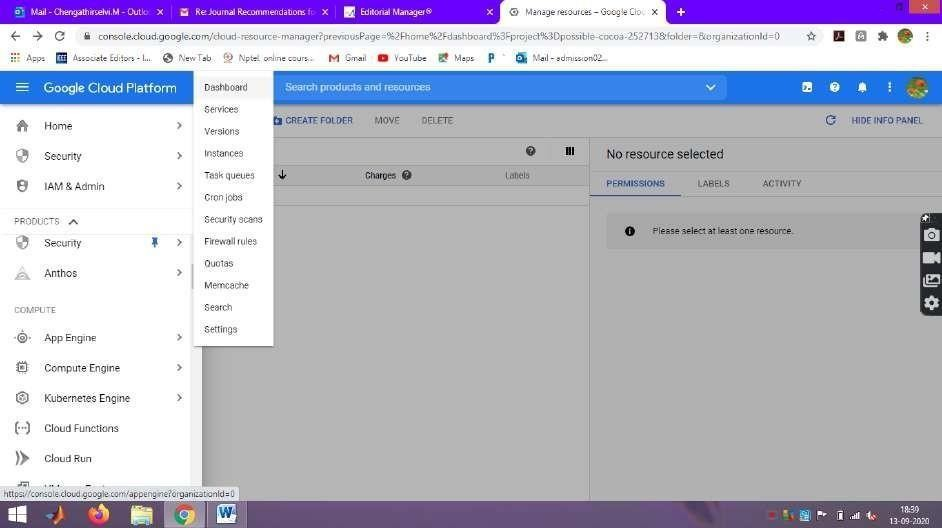 Mail - Chengathirselvi.M - Outlo
Re: Journal Recommendations fo
Editorial Manager®
Manage resources – Google Clou
console.cloud.google.com/cloud-resource-manager?previousPage=%2Fhome%2Fdashboard%3Fproject%3Dpossible-cocoa-252713&folder=&organizationId=0
Apps
Associate Editors - I...
New Tab
Nptel online cours...
Gmail
YouTube
Maps
P
Mail – admission02...
Google Cloud Platform
Search products and resources
Home
Security
IAM & Admin
PRODUCTS
Security
Anthos
COMPUTE
App Engine
Compute Engine
Kubernetes Engine
Cloud Functions
Cloud Run
Dashboard
Services
Versions
Instances
Task queues
Cron jobs
Security scans
Firewall rules
Quotas
Memcache
Search
Settings
CREATE FOLDER
MOVE
DELETE
HIDE INFO PANEL
Charges
Labels
No resource selected
PERMISSIONS
LABELS
ACTIVITY
Please select at least one resource.
https://console.cloud.google.com/appengine?organizationId=0
18:39
13-09-2020